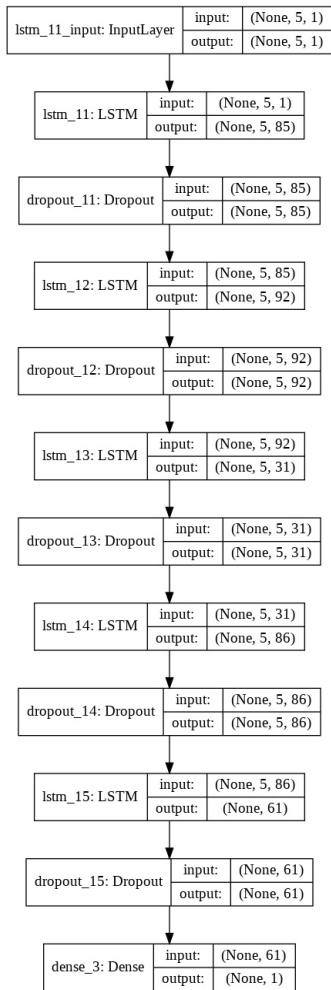 lstm_11_input: InputLayer input: (None, 5, 1)
output: (None, 5, 1)
lstm_11: LSTM input: (None, 5, 1)
output: (None, 5, 85)
dropout_11: Dropout input: (None, 5, 85)
output: (None, 5, 85)
lstm_12: LSTM input: (None, 5, 85)
output: (None, 5, 92)
dropout_12: Dropout input: (None, 5, 92)
output: (None, 5, 92)
lstm_13: LSTM input: (None, 5, 92)
output: (None, 5, 31)
dropout_13: Dropout input: (None, 5, 31)
output: (None, 5, 31)
lstm_14: LSTM input: (None, 5, 31)
output: (None, 5, 86)
dropout_14: Dropout input: (None, 5, 86)
output: (None, 5, 86)
lstm_15: LSTM input: (None, 5, 86)
output: (None, 61)
dropout_15: Dropout input: (None, 61)
output: (None, 61)
dense_3: Dense input: (None, 61)
output: (None, 1)